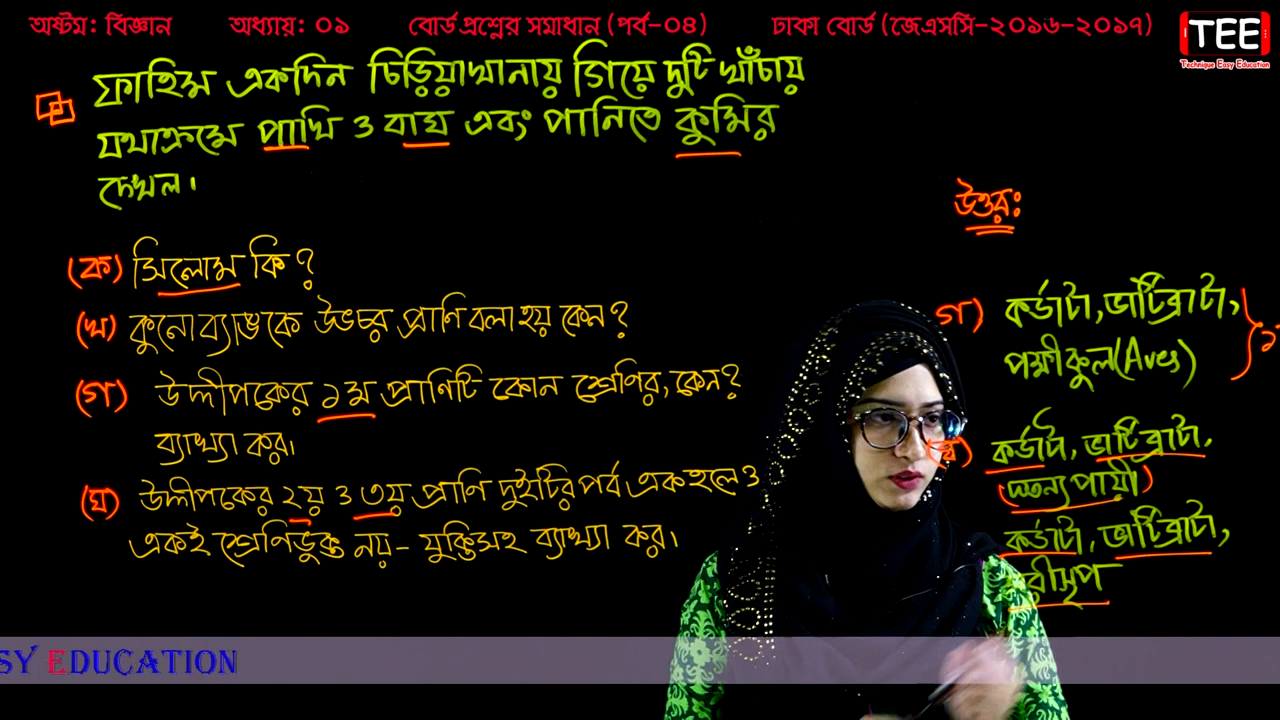 অষ্টম: বিজ্ঞান অধ্যায়: ০১ বোর্ড প্রশ্নের সমাধান (পর্ব-০৪) ঢাকা বোর্ড (জেএসসি-২০১৬-২০১৭)
TEE
Technique Easy Education
ফাহিম একদিন চিড়িয়াখানায় গিয়ে দুটি খাঁচায়
যথাক্রমে পাখি ও বাঘ এবং পানিতে কুমির
দেখল।
(ক) সিলোম কি?
(খ) কুনোব্যাঙকে উভচর প্রাণি বলা হয় কেন?
(গ) উদ্দীপকের ১ম প্রাণিটি কোন শ্রেণির, কেন?
ব্যাখ্যা কর।
(ঘ) উদ্দীপকের ২য় ও ৩য় প্রাণি দুইটির পর্ব এক হলেও
একই শ্রেণিভুক্ত নয় - যুক্তিসহ ব্যাখ্যা কর।
উত্তর:
গ) কর্ডাটা, ভার্টিব্রাটা,
পক্ষীকুল (Aves)
(ঘ) কর্ডাটা, ভার্টিব্রাটা,
(স্তন্যপায়ী)
কর্ডাটা, ভার্টিব্রাটা,
রীসৃপ
SY EDUCATION